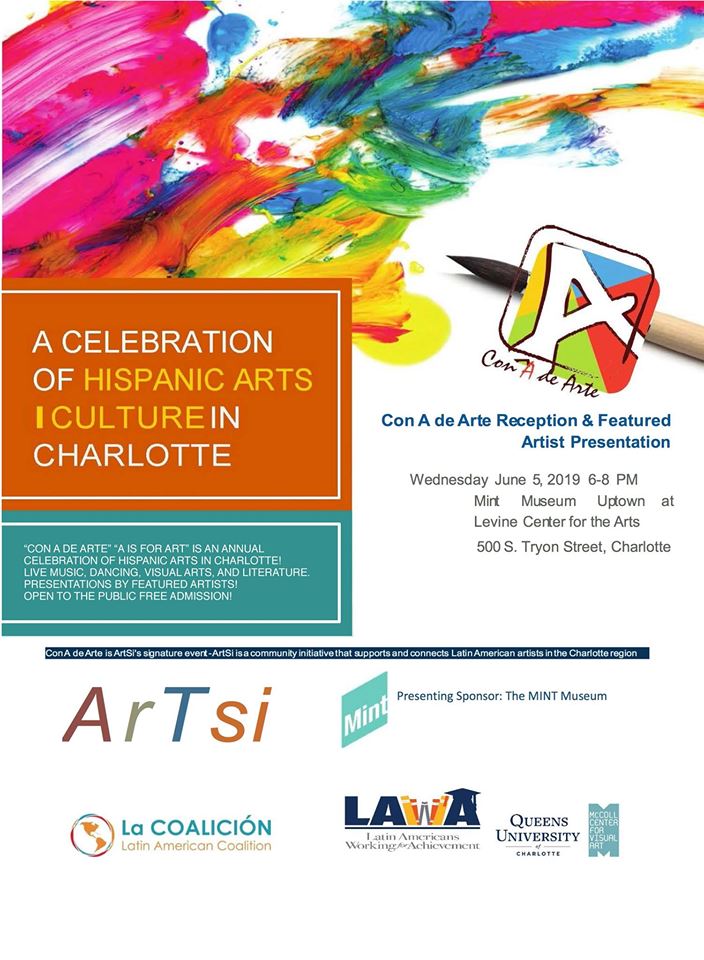 A
Con A de Arte
A CELEBRATION
OF HISPANIC ARTS
I CULTURE IN
CHARLOTTE
Con A de Arte Reception & Featured
Artist Presentation
Wednesday June 5, 2019 6-8 PM
Mint Museum Uptown at
Levine Center for the Arts
500 S. Tryon Street, Charlotte
“CON A DE ARTE” “A IS FOR ART” IS AN ANNUAL
CELEBRATION OF HISPANIC ARTS IN CHARLOTTE!
LIVE MUSIC, DANCING, VISUAL ARTS, AND LITERATURE.
PRESENTATIONS BY FEATURED ARTISTS!
OPEN TO THE PUBLIC FREE ADMISSION!
Con A de Arte is ArtSi's signature event -ArtSi is a community initiative that supports and connects Latin American artists in the Charlotte region
ArTsi
Mint
Presenting Sponsor: The MINT Museum
La COALICIÓN
Latin American Coalition
LAWA
Latin Americans
Working for Achievement
QUEENS
UNIVERSITY
of
CHARLOTTE
MCCOLL
CENTER
FOR
VISUAL
ART